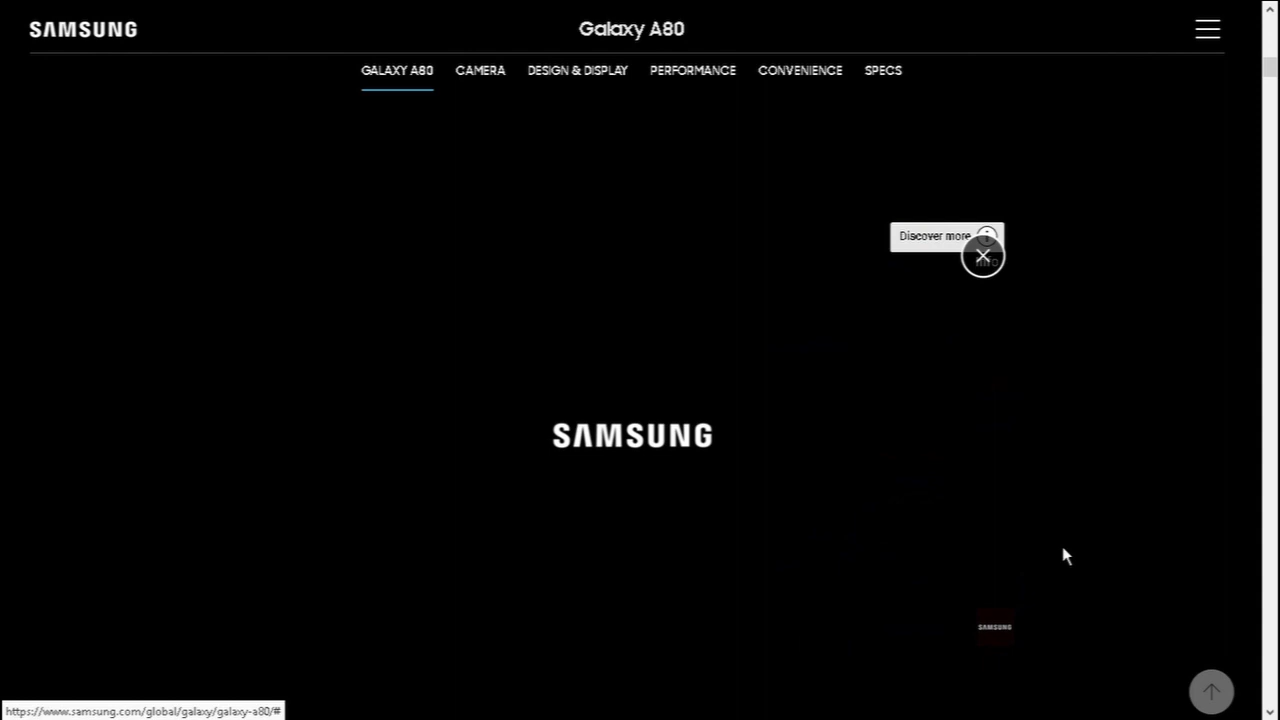 SAMSUNG
Galaxy A80
GALAXY A80 CAMERA DESIGN & DISPLAY PERFORMANCE CONVENIENCE SPECS
Discover more
Info
SAMSUNG
SAMSUNG
https://www.samsung.com/global/galaxy/galaxy-a80/#